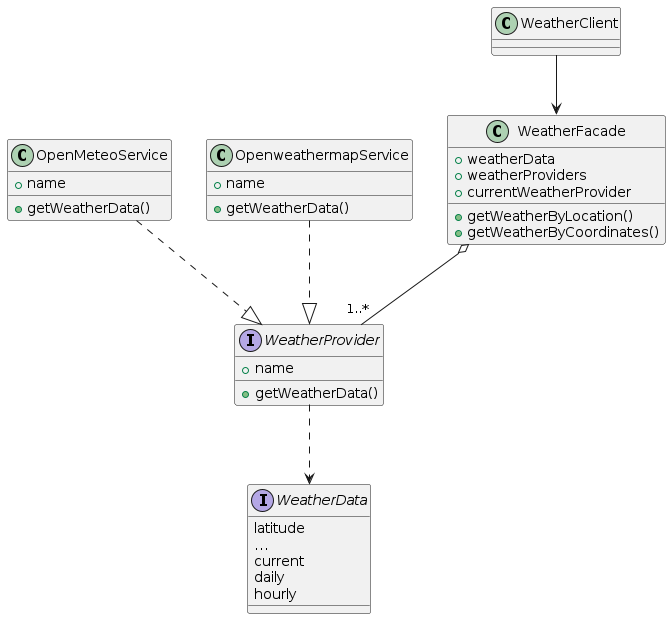 C WeatherClient
C OpenMeteoService
name
getWeatherData()
C OpenweathermapService
name
getWeatherData()
C WeatherFacade
weatherData
weatherProviders
currentWeatherProvider
getWeatherByLocation()
getWeatherByCoordinates()
1..*
I WeatherProvider
name
getWeatherData()
I WeatherData
latitude
...
current
daily
hourly